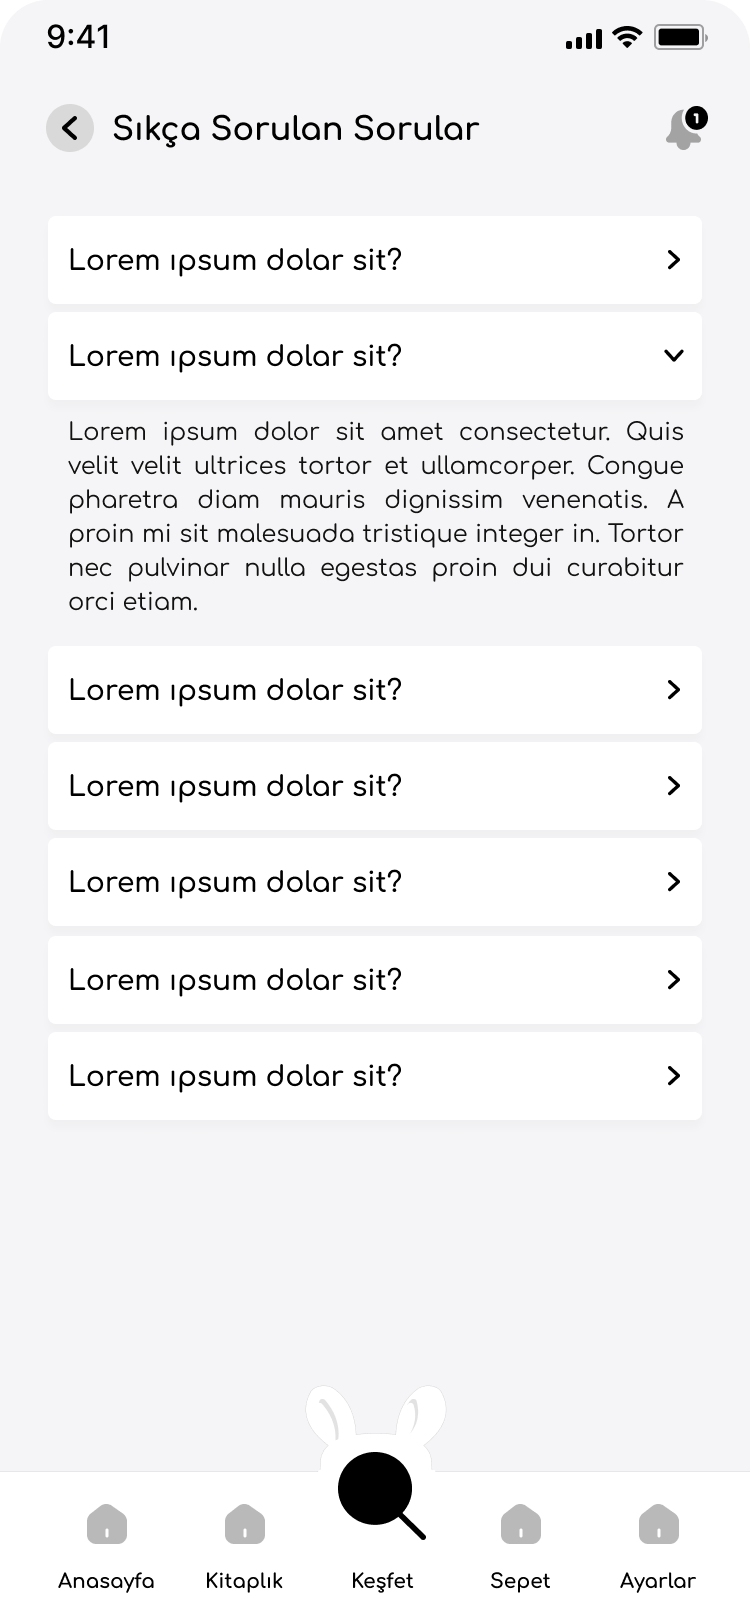 9:41
Sıkça Sorulan Sorular
1
Lorem ıpsum dolar sit?
Lorem ıpsum dolar sit?
Lorem ipsum dolor sit amet consectetur. Quis
velit velit ultrices tortor et ullamcorper. Congue
pharetra diam mauris dignissim venenatis. A
proin mi sit malesuada tristique integer in. Tortor
nec pulvinar nulla egestas proin dui curabitur
orci etiam.
Lorem ıpsum dolar sit?
Lorem ıpsum dolar sit?
Lorem ıpsum dolar sit?
Lorem ıpsum dolar sit?
Lorem ıpsum dolar sit?
Anasayfa
Kitaplık
Keşfet
Sepet
Ayarlar